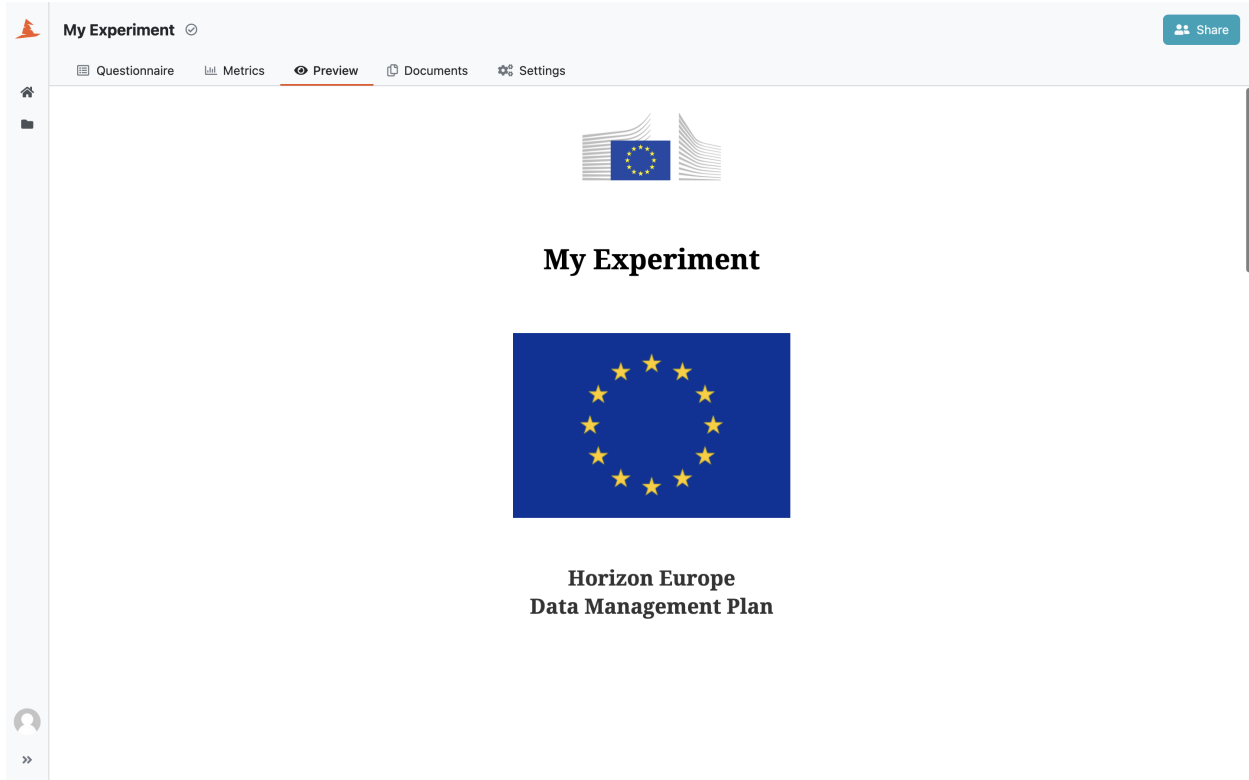 My Experiment
Share
Questionnaire
Metrics
Preview
Documents
Settings
My Experiment
Horizon Europe
Data Management Plan